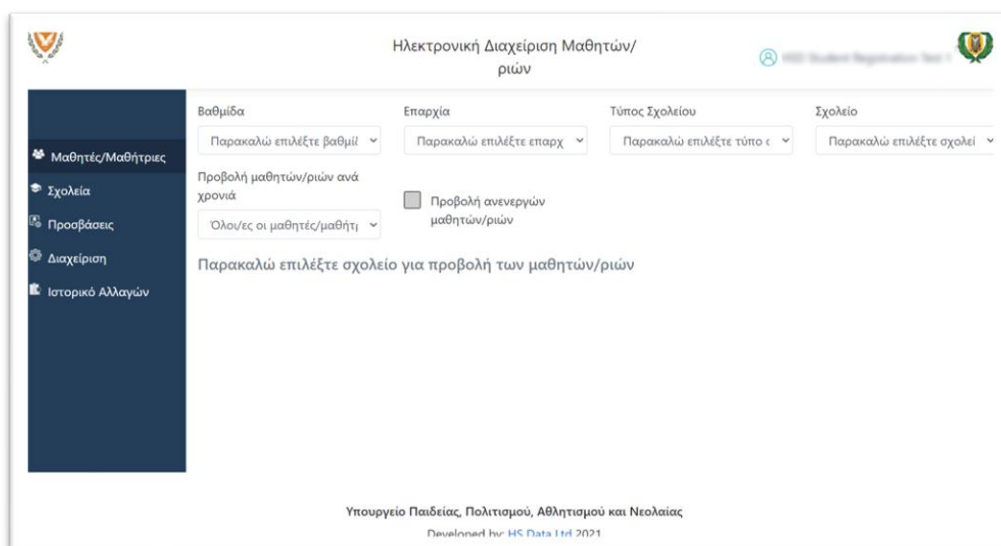 Ηλεκτρονική Διαχείριση Μαθητών/
ριών
Βαθμίδα
Επαρχία
Τύπος Σχολείου
Σχολείο
Παρακαλώ επιλέξτε
Παρακαλώ επιλέξτε επαρχ
Παρακαλώ επιλέξτε τύπο σ
Παρακαλώ επιλέξτε σχολεί
Μαθητές/Μαθήτριες
Σχολεία
Προσβάσεις
Διαχείριση
Ιστορικό Αλλαγών
Προβολή μαθητών/ριών ανά
χρονιά
Όλοι/ες οι
Προβολή ανενεργών
μαθητών/ριών
Παρακαλώ επιλέξτε σχολείο για προβολή των μαθητών/ριών
Υπουργείο Παιδείας, Πολιτισμού, Αθλητισμού και Νεολαίας
Developed by: HS Data Ltd 2021